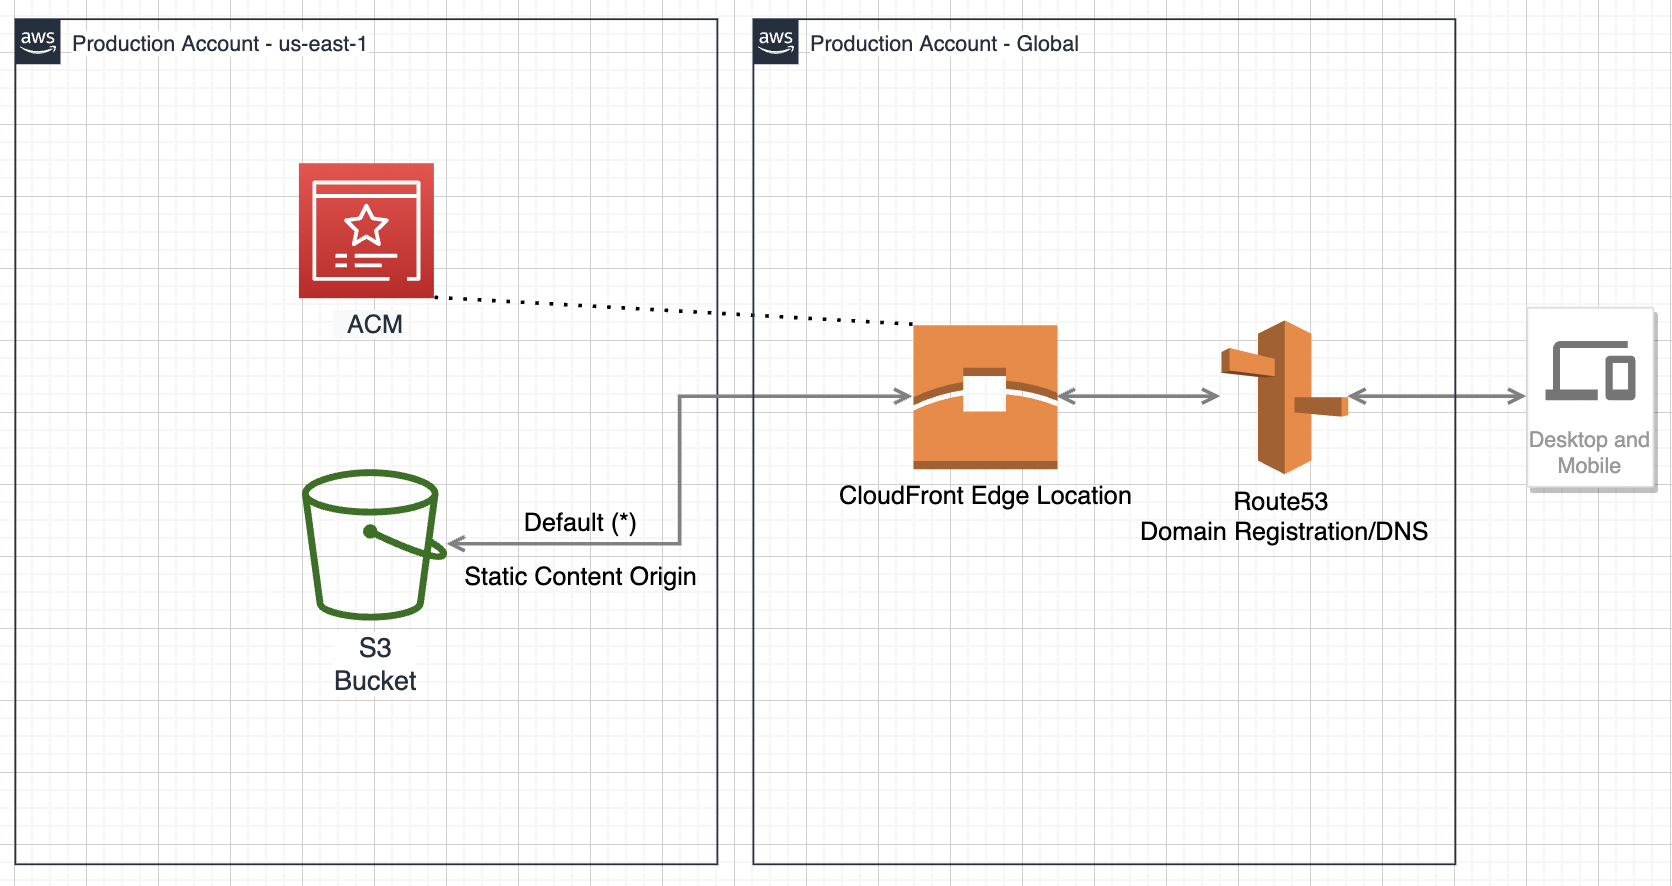 aws
Production Account - us-east-1
aws
Production Account - Global
ACM
Desktop and
Mobile
CloudFront Edge Location
Route53
Domain Registration/DNS
Default (*)
Static Content Origin
S3
Bucket